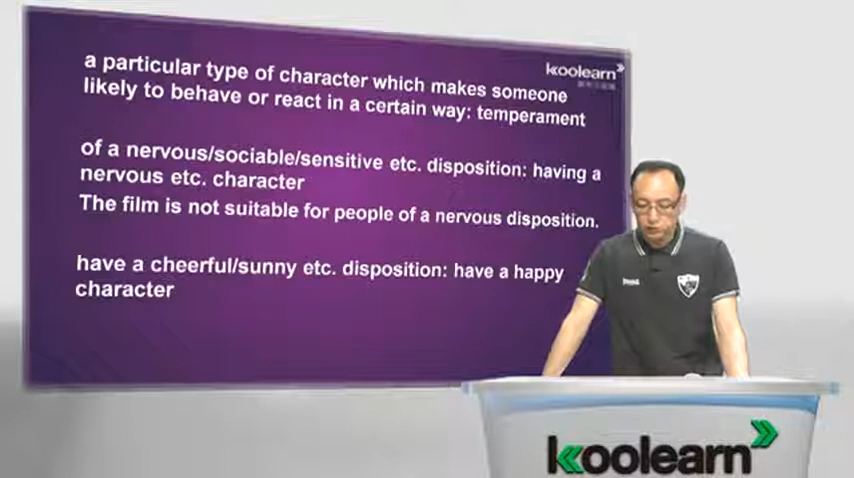 koolearn
a particular type of character which makes someone
likely to behave or react in a certain way: temperament
of a nervous/sociable/sensitive etc. disposition: having a
nervous etc. character
The film is not suitable for people of a nervous disposition.
have a cheerful/sunny etc. disposition: have a happy
character
koolearn